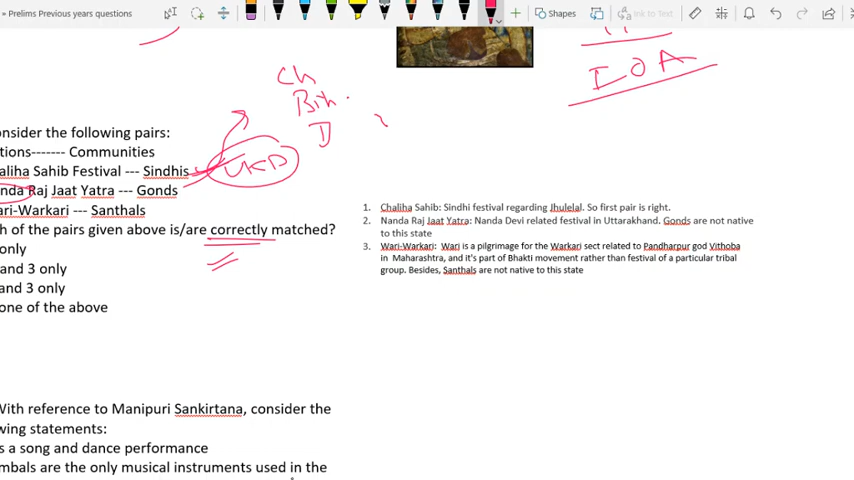 » Prelims Previous years questions
Shapes
Ink to Text
I O A
Ch
Bih.
D
UKD
onsider the following pairs:
tions------- Communities
aliha Sahib Festival --- Sindhis
nda Raj Jaat Yatra --- Gonds
ari-Warkari --- Santhals
h of the pairs given above is/are correctly matched?
only
and 3 only
and 3 only
one of the above
1. Chaliha Sahib: Sindhi festival regarding Jhulelal. So first pair is right.
2. Nanda Raj Jaat Yatra: Nanda Devi related festival in Uttarakhand. Gonds are not native
to this state
3. Wari-Warkari: Wari is a pilgrimage for the Warkari sect related to Pandharpur god Vithoba
in Maharashtra, and it's part of Bhakti movement rather than festival of a particular tribal
group. Besides, Santhals are not native to this state
With reference to Manipuri Sankirtana, consider the
wing statements:
s a song and dance performance
mbals are the only musical instruments used in the